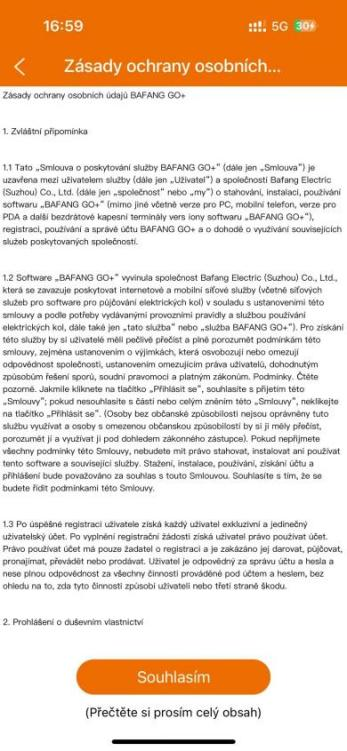 16:59
5G 30
Zásady ochrany osobních...
Zásady ochrany osobních údajů BAFANG GO+
1. Zvláštní připomínka
1.1 Tato „Smlouva o poskytování služby BAFANG GO+" (dále jen „Smlouva") je
uzavřena mezi uživatelem služby (dále jen „Uživatel") a společností Bafang Electric
(Suzhou) Co., Ltd. (dále jen „společnost" nebo „my") o stahování, instalaci, používání
softwaru „BAFANG GO+" (mimo jiné včetně verze pro PC, mobilní telefon, verze pro
PDA a další bezdrátové kapesní terminály vers iony softwaru „BAFANG GO+"),
registraci, používání a správě účtu BAFANG GO+ a o dohodě o využívání souvisejících
služeb poskytovaných společností.
1.2 Software „BAFANG GO+" vyvinula společnost Bafang Electric (Suzhou) Co., Ltd.,
která se zavazuje poskytovat internetové a mobilní síťové služby (včetně síťových
služeb pro software pro půjčování elektrických kol) v souladu s ustanoveními této
smlouvy a podle potřeby vydávanými provozními pravidly a službou používání
elektrických kol, dále také jen „tato služba" nebo „služba BAFANG GO+"). Pro získání
této služby by si uživatelé měli pečlivě přečíst a plně porozumět podmínkám této
smlouvy, zejména ustanovením o výjimkách, která osvobozují nebo omezují
odpovědnost společnosti, ustanovením omezujícím práva uživatelů, dohodnutým
způsobům řešení sporů, soudní pravomoci a platným zákonům. Podmínky. Čtěte
pozorně. Jakmile kliknete na tlačítko „Přihlásit se", souhlasíte s přijetím této
„Smlouvy"; pokud nesouhlasíte s částí nebo celým zněním této „Smlouvy", neklikejte
na tlačítko „Přihlásit se". (Osoby bez občanské způsobilosti nejsou oprávněny tuto
službu využívat a osoby s omezenou občanskou způsobilostí by si ji měly přečíst,
porozumět jí a využívat ji pod dohledem zákonného zástupce). Pokud nepřijmete
všechny podmínky této Smlouvy, nebudete mít právo stahovat, instalovat ani používat
tento software a související služby. Stažení, instalace, používání, získání účtu a
přihlášení bude považováno za souhlas s touto Smlouvou. Souhlasíte s tím, že se
budete řídit podmínkami této Smlouvy.
1.3 Po úspěšné registraci uživatele získá každý uživatel exkluzivní a jedinečný
uživatelský účet. Po vyplnění registrační žádosti získá uživatel právo používat účet.
Právo používat účet má pouze žadatel o registraci a je zakázáno jej darovat, půjčovat,
pronajímat, převádět nebo prodávat. Uživatel je odpovědný za správu účtu a hesla a
nese plnou odpovědnost za všechny činnosti prováděné pod účtem a heslem, bez
ohledu na to, zda tyto činnosti způsobí uživateli nebo třetí straně škodu.
2. Prohlášení o duševním vlastnictví
Souhlasím
(Přečtěte si prosím celý obsah)